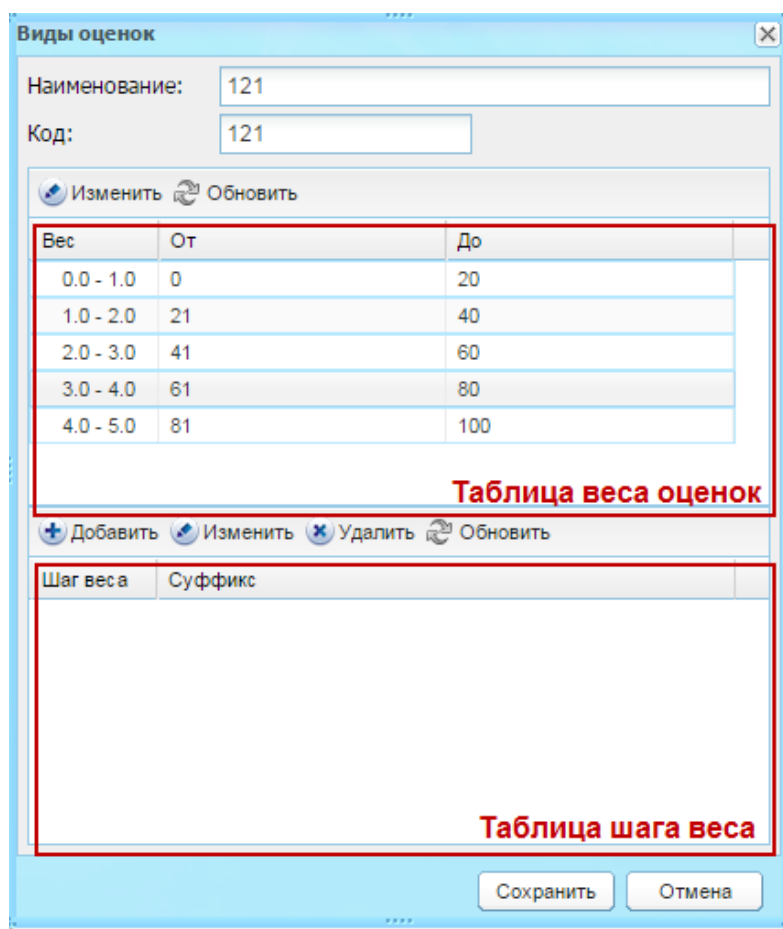 Виды оценок
Наименование: 121
Код: 121
Изменить Обновить
Вес От До
0.0 - 1.0 0 20
1.0 - 2.0 21 40
2.0 - 3.0 41 60
3.0 - 4.0 61 80
4.0 - 5.0 81 100
Таблица веса оценок
Добавить Изменить Удалить Обновить
Шаг веса Суффикс
Таблица шага веса
Сохранить Отмена